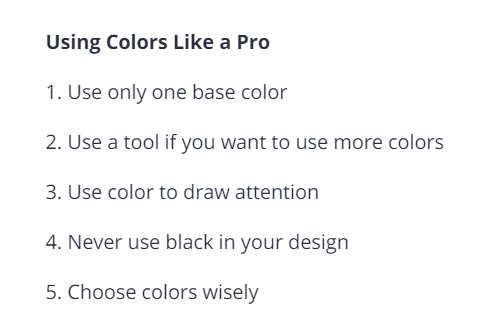 Using Colors Like a Pro
1. Use only one base color
2. Use a tool if you want to use more colors
3. Use color to draw attention
4. Never use black in your design
5. Choose colors wisely